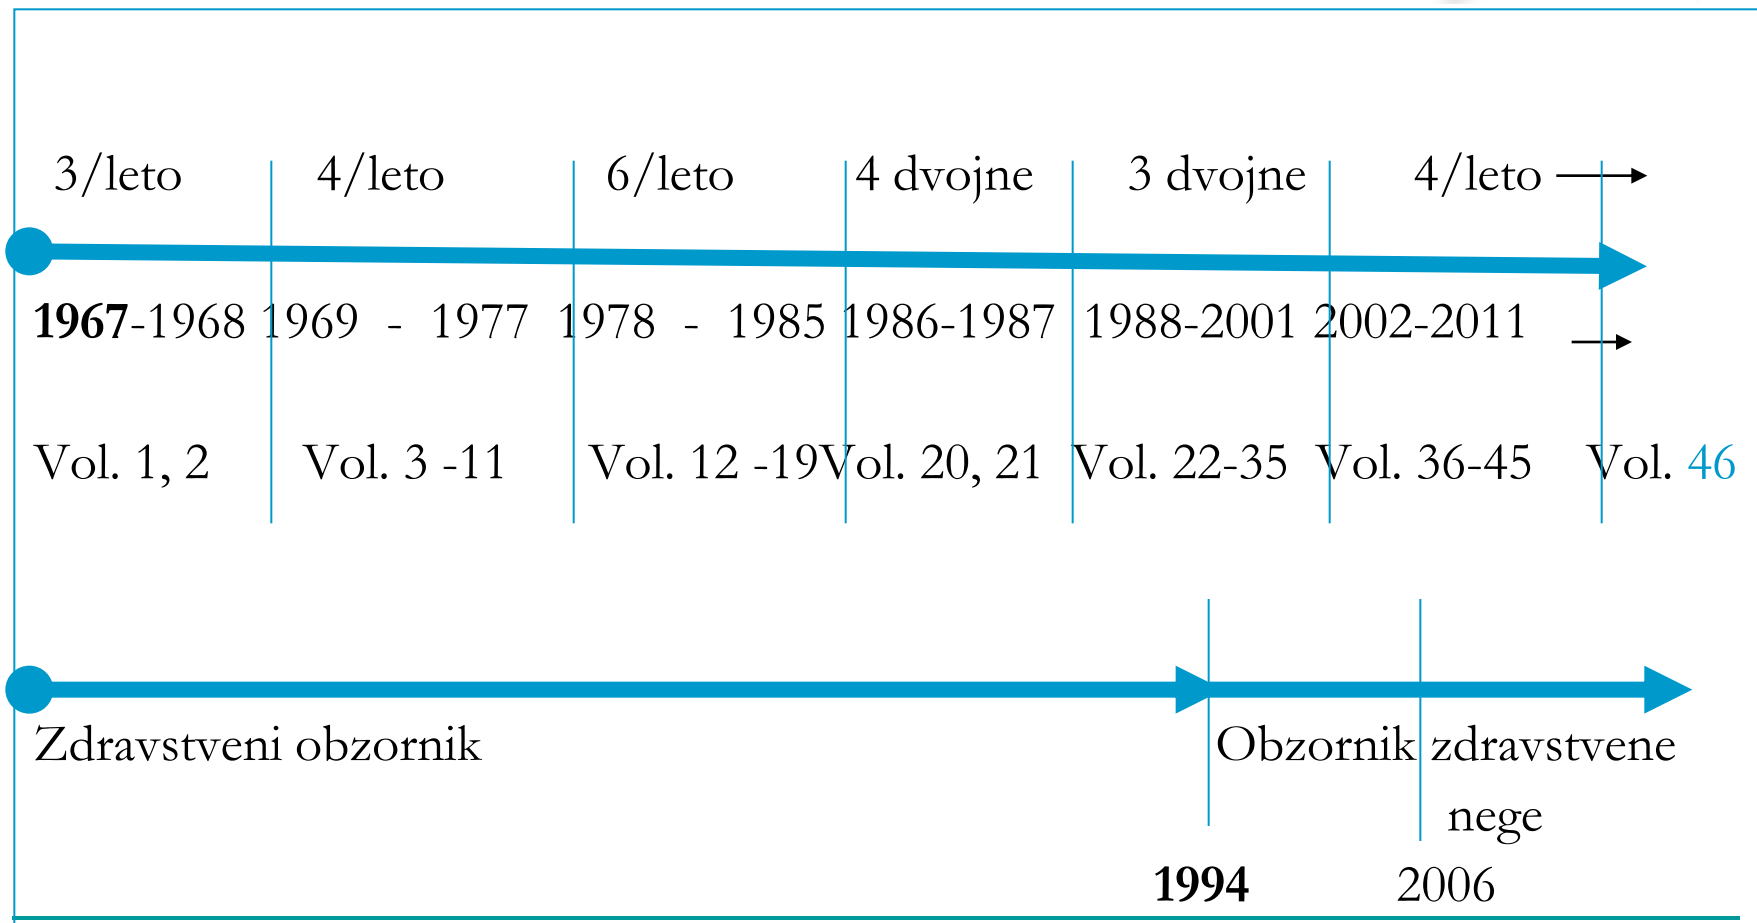 3/leto 4/leto 6/leto 4 dvojne 3 dvojne 4/leto
1967-1968 1969 - 1977 1978 - 1985 1986-1987 1988-2001 2002-2011
Vol. 1, 2 Vol. 3 -11 Vol. 12 -19 Vol. 20, 21 Vol. 22-35 Vol. 36-45 Vol. 46
Zdravstveni obzornik Obzornik zdravstvene
nege
1994 2006